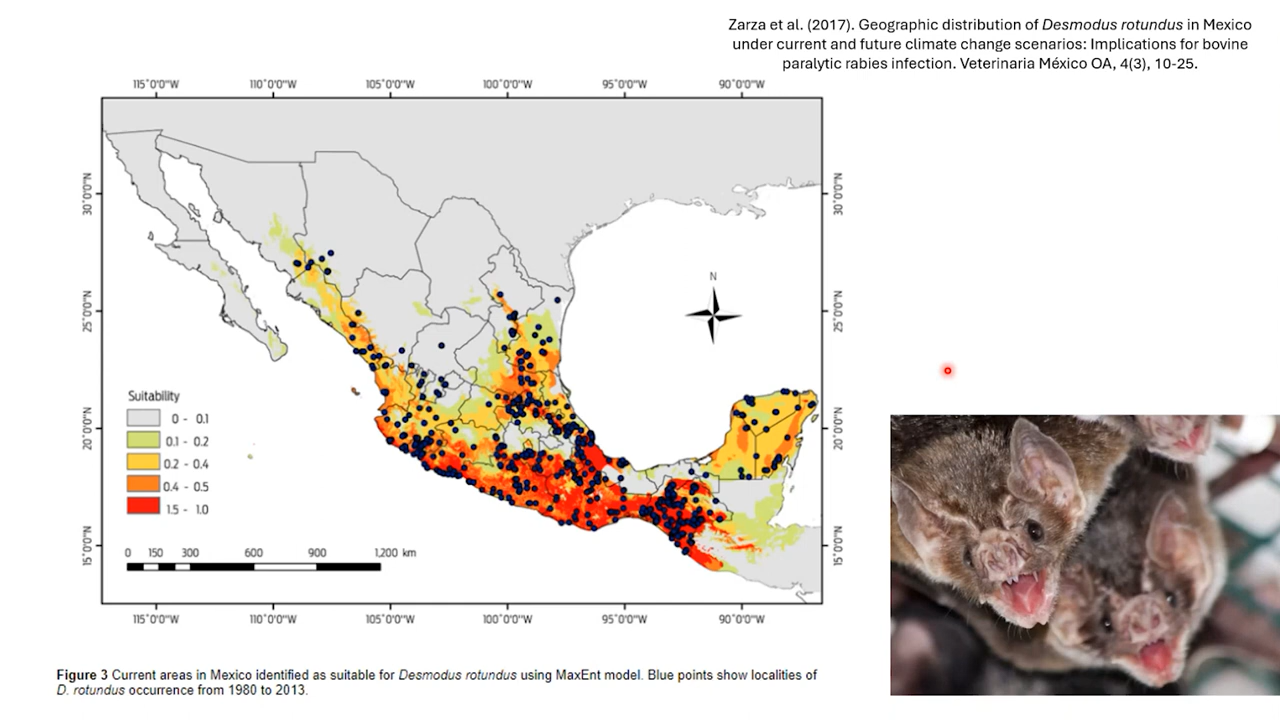 Zarza et al. (2017). Geographic distribution of Desmodus rotundus in Mexico
under current and future climate change scenarios: Implications for bovine
paralytic rabies infection. Veterinaria México OA, 4(3), 10-25.
115°0'0"W 110°0'0"W 105°0'0"W 100°0'0"W 95°0'0"W 90°0'0"W
30°0'0"N 30°0'0"N
25°0'0"N 25°0'0"N
20°0'0"N 20°0'0"N
15°0'0"N 15°0'0"N
N
Suitability
0 - 0.1
0.1 - 0.2
0.2 - 0.4
0.4 - 0.5
1.5 - 1.0
0 150 300 600 900 1,200 km
115°0'0"W 110°0'0"W 105°0'0"W 100°0'0"W 95°0'0"W 90°0'0"W
Figure 3 Current areas in Mexico identified as suitable for Desmodus rotundus using MaxEnt model. Blue points show localities of
D. rotundus occurrence from 1980 to 2013.